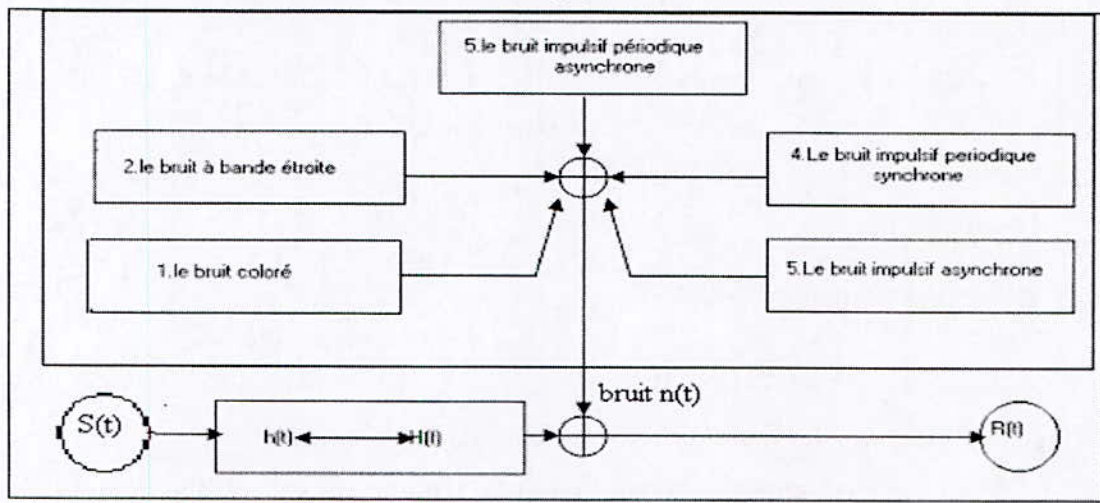 5.le bruit impulsif périodique
asynchrone
2.le bruit à bande étroite
4.Le bruit impulsif periodique
synchrone
1.le bruit coloré
5.Le bruit impulsif asynchrone
bruit n(t)
S(t)
h(t)
H(f)
R(t)